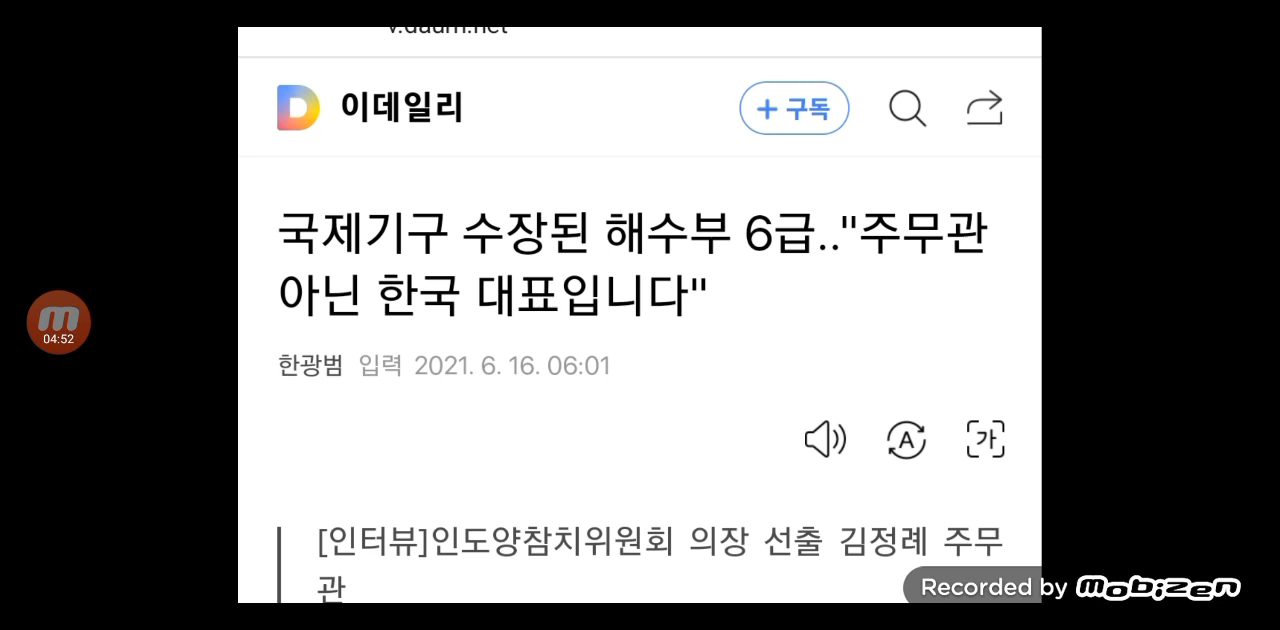 v.daum.net
이데일리
+ 구독
국제기구 수장된 해수부 6급.."주무관
아닌 한국 대표입니다"
한광범 입력 2021. 6. 16. 06:01
A
가
04:52
[인터뷰]인도양참치위원회 의장 선출 김정례 주무
관
Recorded by mobizen